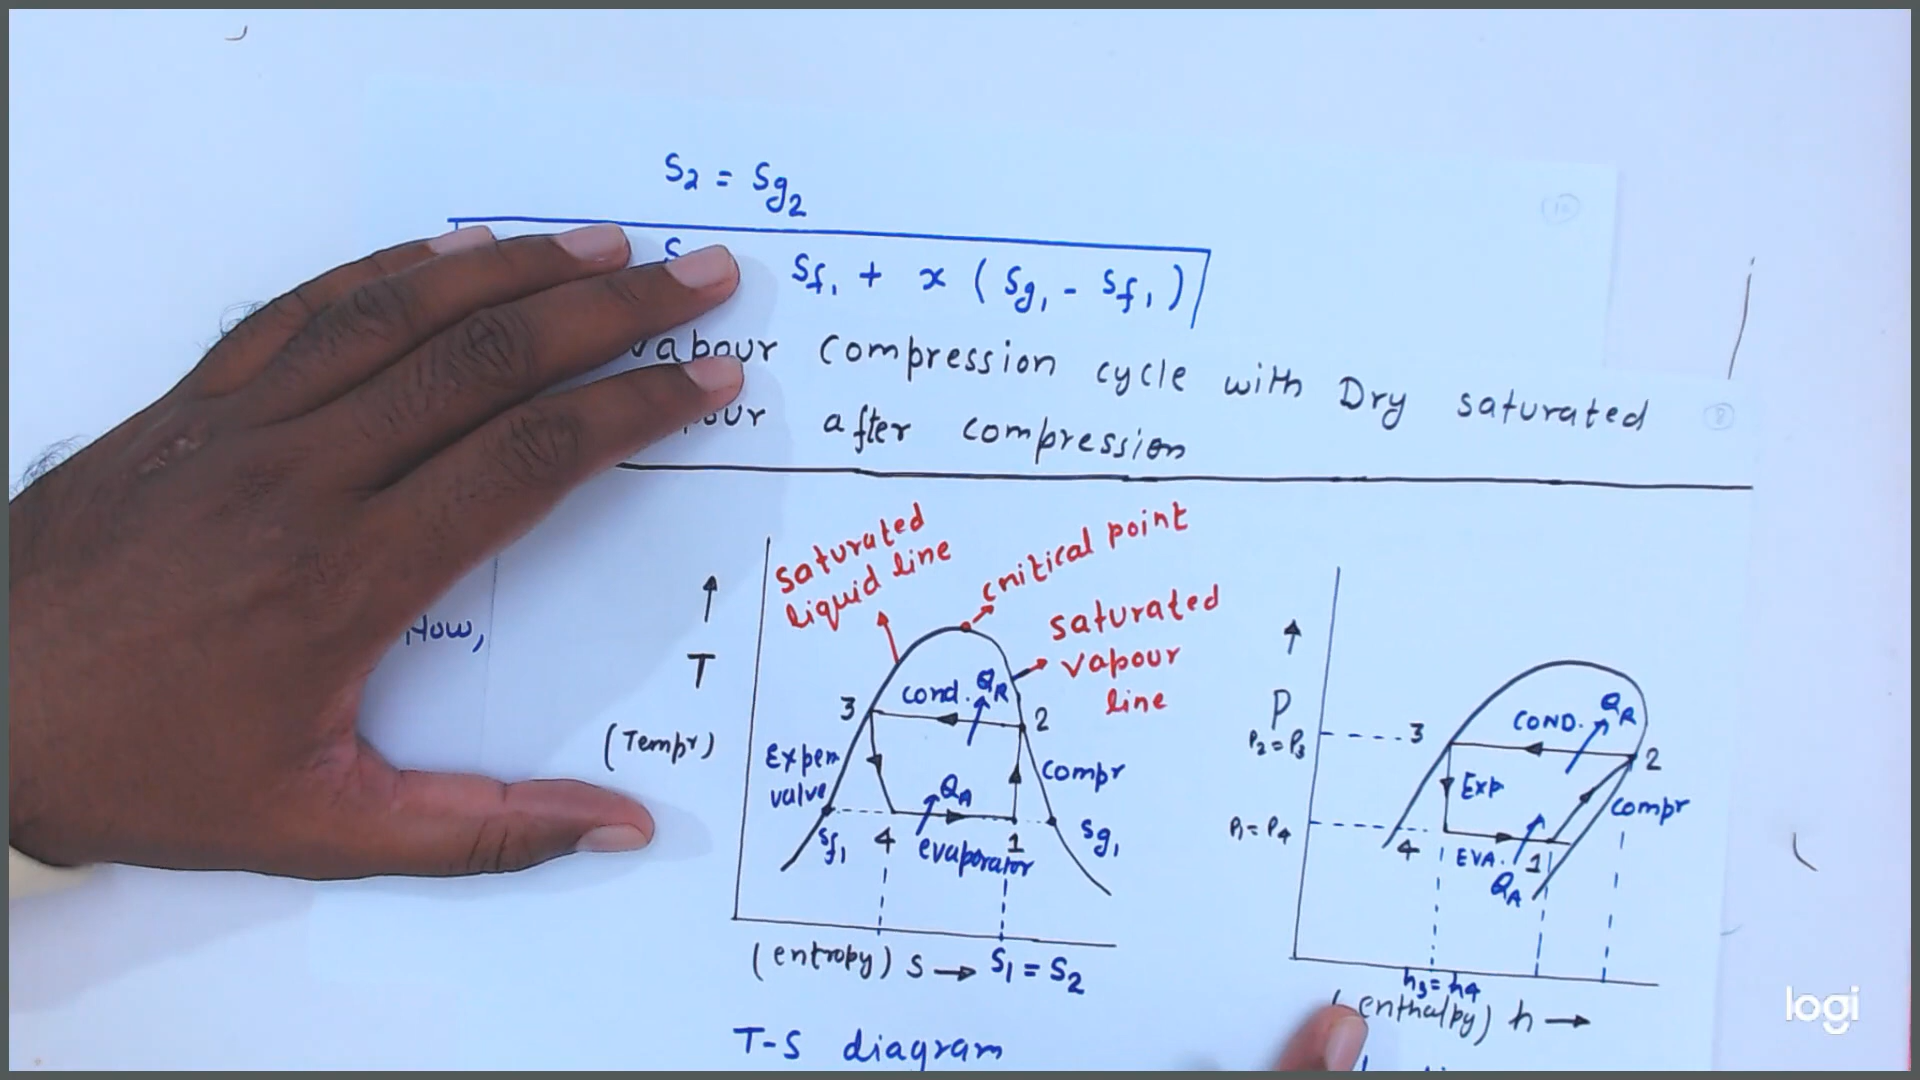 S2 = Sg2
Sf1 + x ( Sg1 - Sf1 )
vapour compression cycle with Dry saturated
after compression
Now,
saturated
liquid line
critical point
saturated
vapour
line
T
(Tempr)
3
cond.
QR
2
Expen
valve
compr
QA
Sf1
4
evaporator
1
Sg1
(entropy) S
S1 = S2
T-S diagram
P
P2 = P3
3
COND.
QR
2
Exp
compr
P1 = P4
4
EVA.
QA
1
h3 = h4
(enthalpy) h
logi